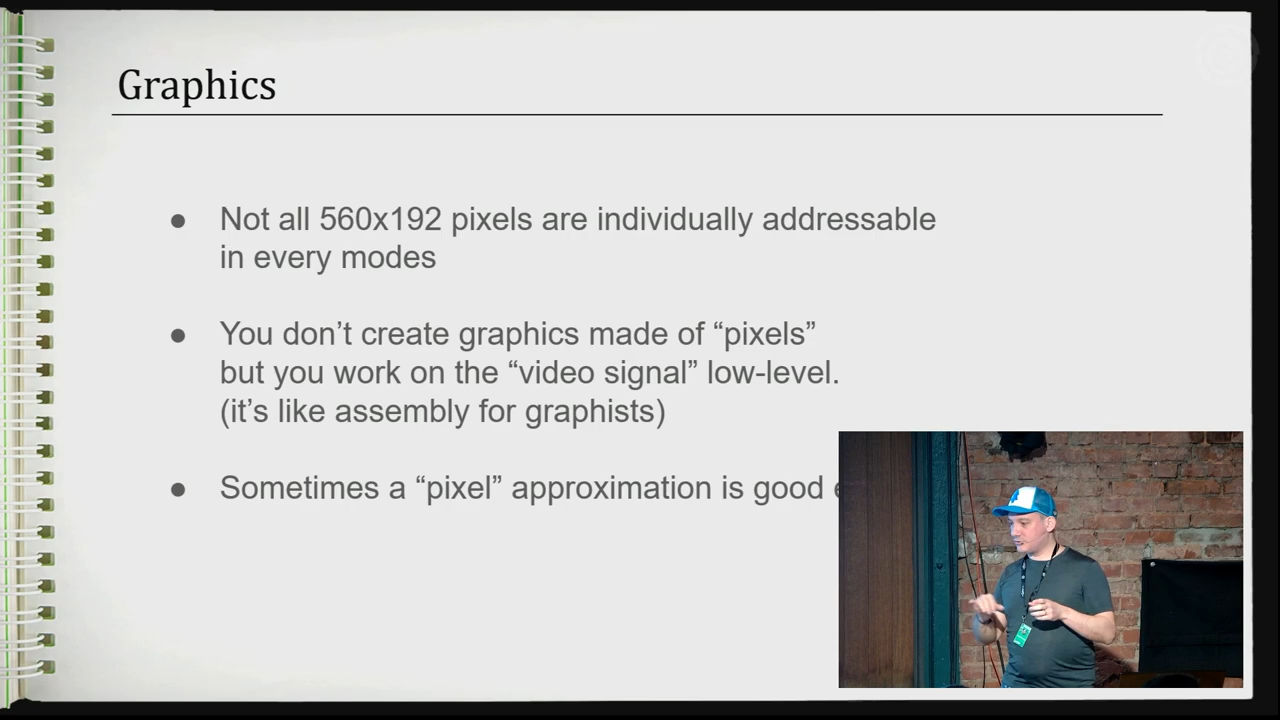 Graphics
● Not all 560x192 pixels are individually addressable
in every modes
● You don’t create graphics made of “pixels”
but you work on the “video signal” low-level.
(it’s like assembly for graphists)
● Sometimes a “pixel” approximation is good